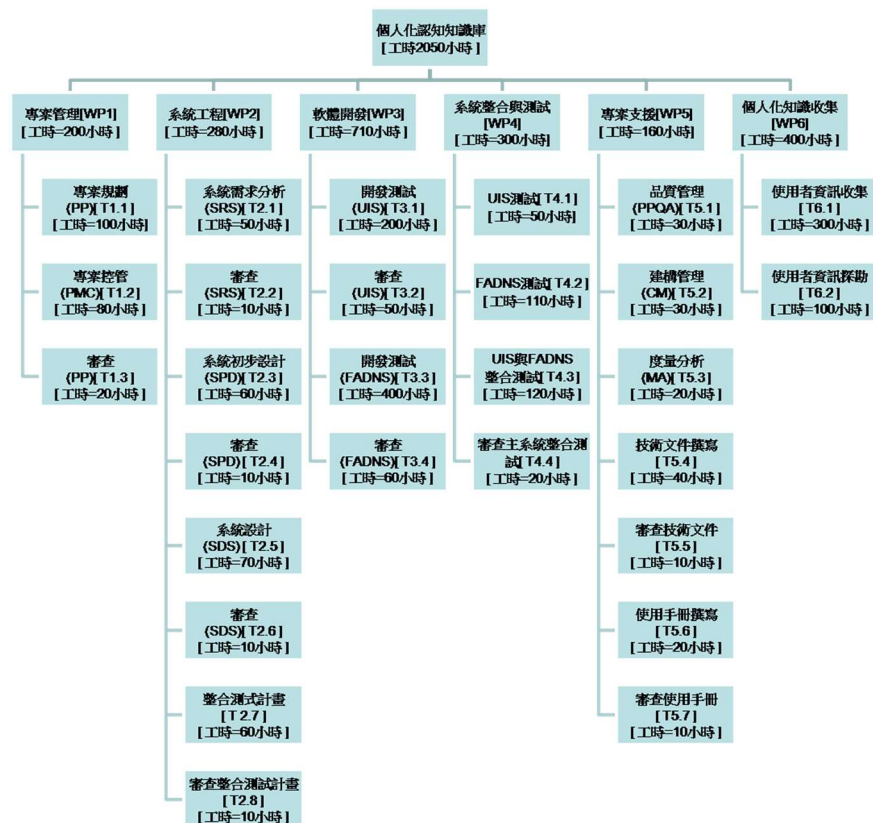 個人化認知知識庫
[工時2050小時]
專案管理[WP1]
[工時=200小時]
專案規劃
(PP)[T1.1]
[工時=100小時]
專案控管
(PMC)[T1.2]
[工時=80小時]
審查
(PP)[T1.3]
[工時=20小時]
系統工程[WP2]
[工時=280小時]
系統需求分析
(SRS)[T2.1]
[工時=50小時]
審查
(SRS)[T2.2]
[工時=10小時]
系統初步設計
(SPD)[T2.3]
[工時=60小時]
審查
(SPD)[T2.4]
[工時=10小時]
系統設計
(SDS)[T2.5]
[工時=70小時]
審查
(SDS)[T2.6]
[工時=10小時]
整合測式計畫
[T2.7]
[工時=60小時]
審查整合測試計畫
[T2.8]
[工時=10小時]
軟體開發[WP3]
[工時=710小時]
開發測試
(UIS)[T3.1]
[工時=200小時]
審查
(UIS)[T3.2]
[工時=50小時]
開發測試
(FADNS)[T3.3]
[工時=400小時]
審查
(FADNS)[T3.4]
[工時=60小時]
系統整合與測試
[WP4]
[工時=300小時]
UIS測試[T4.1]
[工時=50小時]
FADNS測試[T4.2]
[工時=110小時]
UIS與FADNS
整合測試[T4.3]
[工時=120小時]
審查主系統整合測
試[T4.4]
[工時=20小時]
專案支援[WP5]
[工時=160小時]
品質管理
(PPQA)[T5.1]
[工時=30小時]
建構管理
(CM)[T5.2]
[工時=30小時]
度量分析
(MA)[T5.3]
[工時=20小時]
技術文件撰寫
[T5.4]
[工時=40小時]
審查技術文件
[T5.5]
[工時=10小時]
使用手冊撰寫
[T5.6]
[工時=20小時]
審查使用手冊
[T5.7]
[工時=10小時]
個人化知識收集
[WP6]
[工時=400小時]
使用者資訊收集
[T6.1]
[工時=300小時]
使用者資訊探勘
[T6.2]
[工時=100小時]